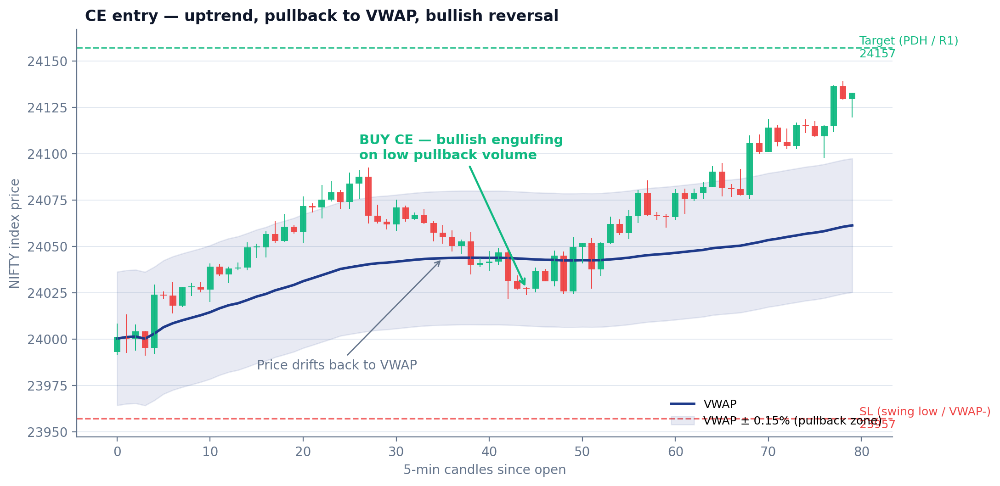 CE entry — uptrend, pullback to VWAP, bullish reversal
Target (PDH / R1)
24157
24150
24125
24100
24075
24050
24025
24000
23975
23950
NIFTY index price
BUY CE — bullish engulfing
on low pullback volume
Price drifts back to VWAP
VWAP
VWAP ± 0.15% (pullback zone)
SL (swing low / VWAP-)
23957
0 10 20 30 40 50 60 70 80
5-min candles since open